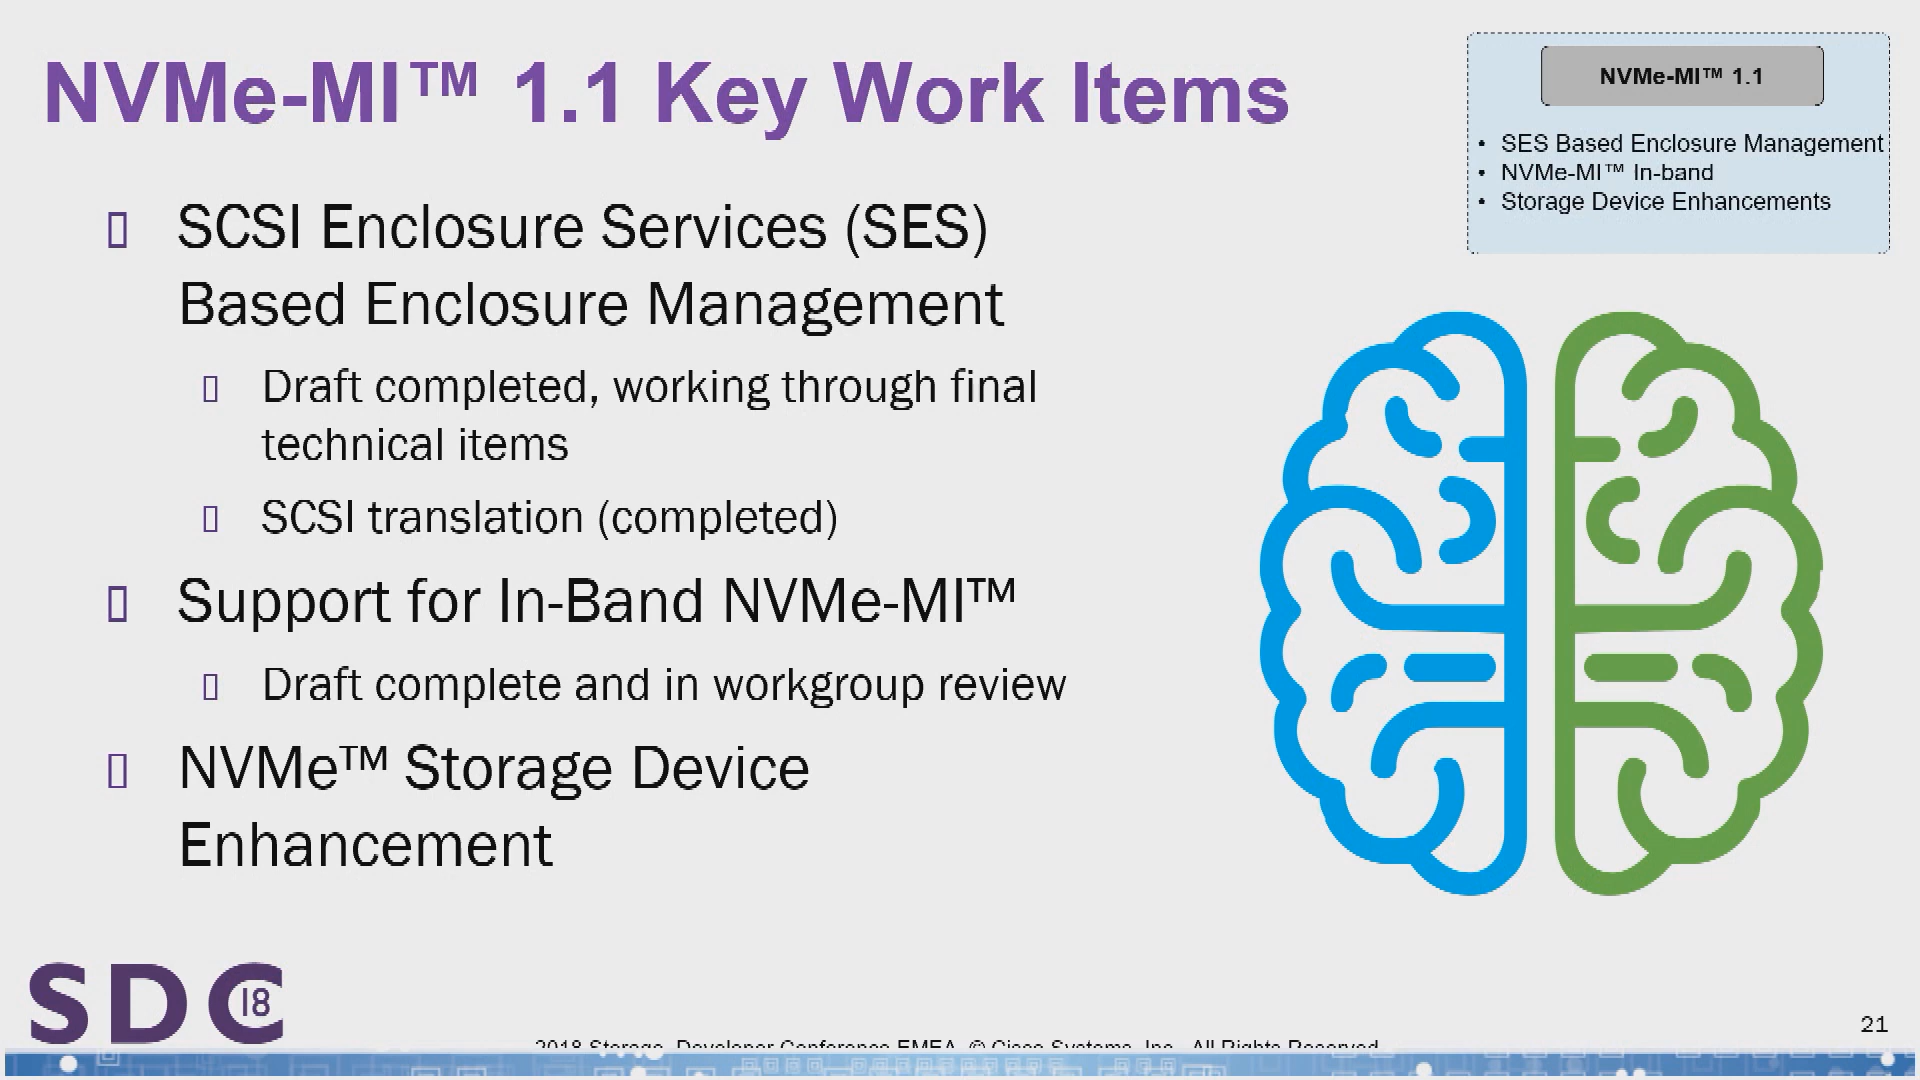 NVMe-MI™ 1.1 Key Work Items
NVMe-MI™ 1.1
• SES Based Enclosure Management
• NVMe-MI™ In-band
• Storage Device Enhancements
SCSI Enclosure Services (SES)
Based Enclosure Management
Draft completed, working through final
technical items
SCSI translation (completed)
Support for In-Band NVMe-MI™
Draft complete and in workgroup review
NVMe™ Storage Device
Enhancement
SDC
18
21
2018 Storage Developer Conference EMEA. © Cisco Systems, Inc. All Rights Reserved